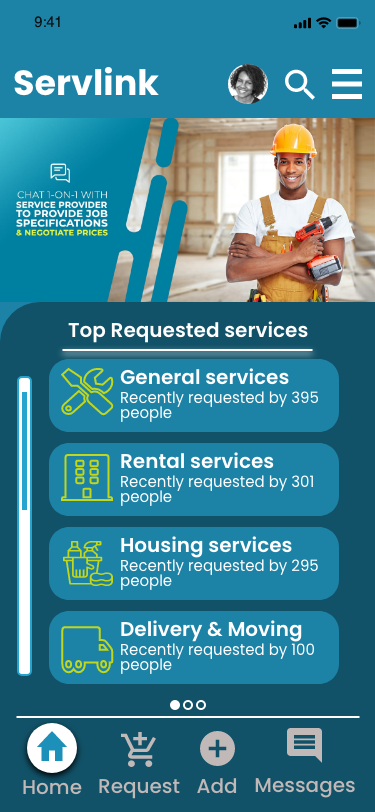 9:41
Servlink
CHAT 1-ON-1 WITH
SERVICE PROVIDER
TO PROVIDE JOB
SPECIFICATIONS
& NEGOTIATE PRICES
Top Requested services
General services
Recently requested by 395
people
Rental services
Recently requested by 301
people
Housing services
Recently requested by 295
people
Delivery & Moving
Recently requested by 100
people
Home Request Add Messages